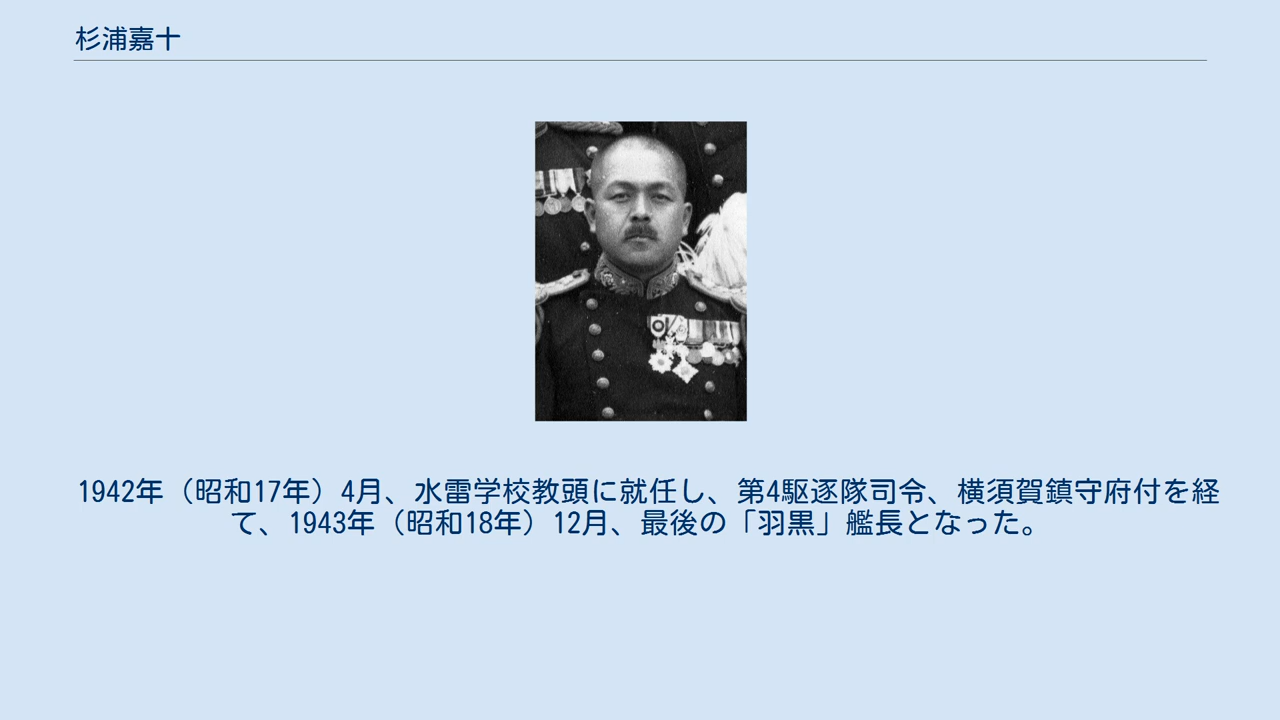 杉浦嘉十
1942年（昭和17年）4月、水雷学校教頭に就任し、第4駆逐隊司令、横須賀鎮守府付を経
て、1943年（昭和18年）12月、最後の「羽黒」艦長となった。